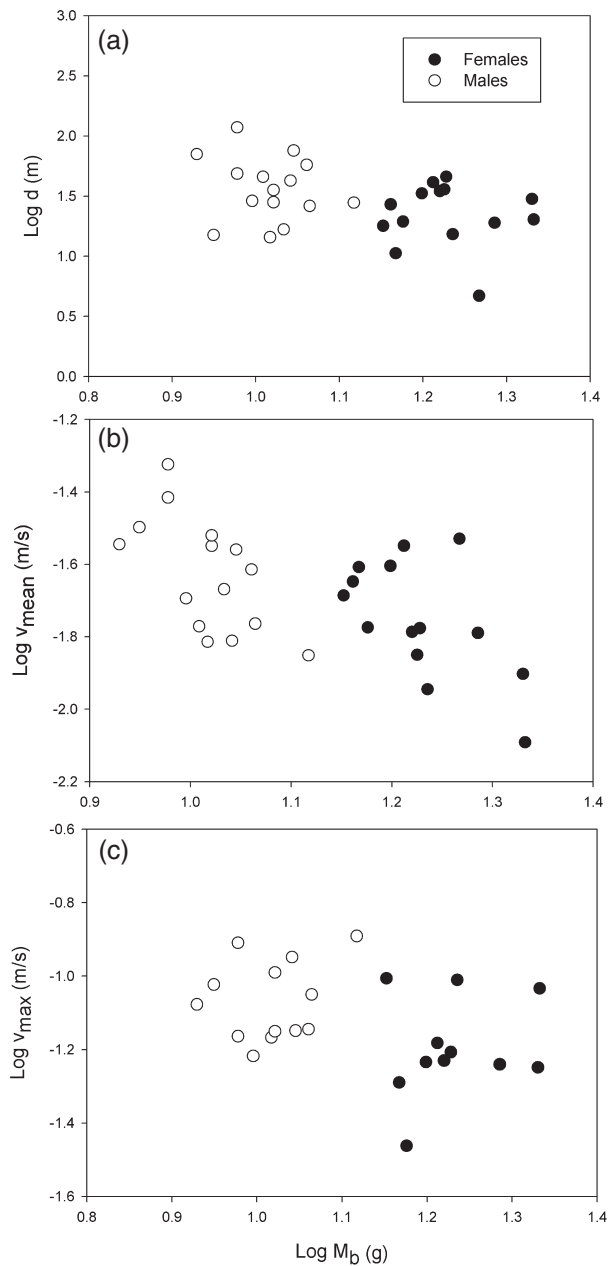 (a)
Females
Males
3.0
2.5
2.0
1.5
1.0
0.5
0.0
Log d (m)
0.8 0.9 1.0 1.1 1.2 1.3 1.4
(b)
-1.2
-1.4
-1.6
-1.8
-2.0
-2.2
Log vmean (m/s)
0.9 1.0 1.1 1.2 1.3 1.4
(c)
-0.6
-0.8
-1.0
-1.2
-1.4
-1.6
Log vmax (m/s)
0.8 0.9 1.0 1.1 1.2 1.3 1.4
Log Mb (g)